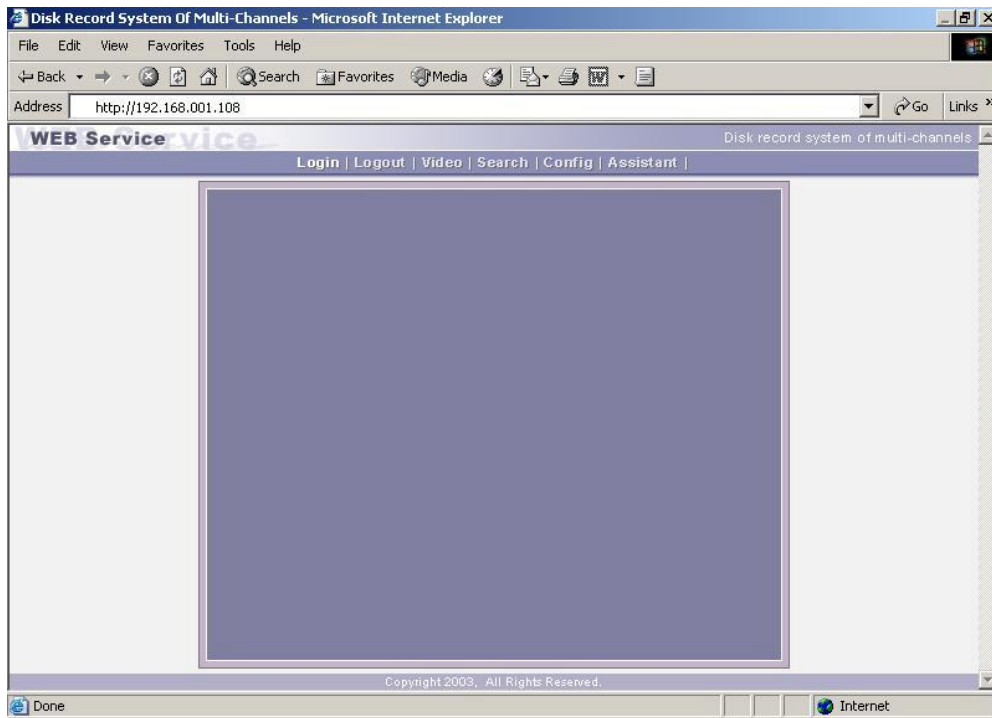 Disk Record System Of Multi-Channels - Microsoft Internet Explorer
File Edit View Favorites Tools Help
Back Search Favorites Media
Address http://192.168.001.108 Go Links »
WEB Service Disk record system of multi-channels
Login | Logout | Video | Search | Config | Assistant |
Copyright 2003, All Rights Reserved.
Done Internet